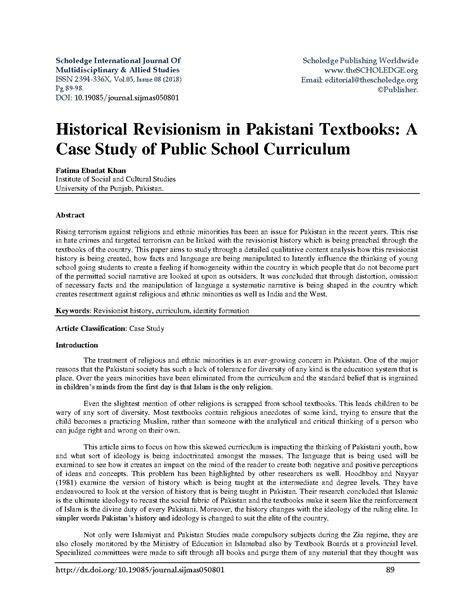 Scholedge International Journal Of
Multidisciplinary & Allied Studies
ISSN 2394-336X, Vol.05, Issue 08 (2018)
Pg 89-98.
DOI: 10.19085/journal.sijmas050801
Scholedge Publishing Worldwide
www.theSCHOLEDGE.org
Email: editorial@thescholedge.org
©Publisher.
Historical Revisionism in Pakistani Textbooks: A
Case Study of Public School Curriculum
Fatima Ebadat Khan
Institute of Social and Cultural Studies
University of the Punjab, Pakistan.
Abstract
Rising terrorism against religions and ethnic minorities has been an issue for Pakistan in the recent years. This rise
in hate crimes and targeted terrorism can be linked with the revisionist history which is being preached through the
textbooks of the country. This paper aims to study through a detailed qualitative content analysis how this revisionist
history is being created, how facts and language are being manipulated to latently influence the thinking of young
school going students to create a feeling if homogeneity within the country in which people that do not become part
of the permitted social narrative are looked at upon as outsiders. It was concluded that through distortion, omission
of necessary facts and the manipulation of language a systematic narrative is being shaped in the country which
creates resentment against religious and ethnic minorities as well as India and the West.
Keywords: Revisionist history, curriculum, identity formation
Article Classification: Case Study
Introduction
The treatment of religious and ethnic minorities is an ever-growing concern in Pakistan. One of the major
reasons that the Pakistani society has such a lack of tolerance for diversity of any kind is the education system that is
place. Over the years minorities have been eliminated from the curriculum and the standard belief that is ingrained
in children's minds from the first day is that Islam is the only religion.
Even the slightest mention of other religions is scrapped from school textbooks. This leads children to be
wary of any sort of diversity. Most textbooks contain religious anecdotes of some kind, trying to ensure that the
child becomes a practicing Muslim, rather than someone with the analytical and critical thinking of a person who
can judge right and wrong on their own.
This article aims to focus on how this skewed curriculum is impacting the thinking of Pakistani youth, how
and what sort of ideology is being indoctrinated amongst the masses. The language that is being used will be
examined to see how it creates an impact on the mind of the reader to create both negative and positive perceptions
of ideas and concepts. This problem has been highlighted by other researchers as well. Hoodbhoy and Nayyar
(1981) examine the version of history which is being taught at the intermediate and degree levels. They have
endeavoured to look at the version of history that is being taught in Pakistan. Their research concluded that Islamic
is the ultimate ideology to recast the social fabric of Pakistan and the textbooks make it seem like the reinforcement
of Islam is the divine duty of every Pakistani. Moreover, the history changes with the ideology of the ruling elite. In
simpler words Pakistan's history and ideology is changed to suit the elite of the country.
Not only were Islamiyat and Pakistan Studies made compulsory subjects during the Zia regime, they are
also closely monitored by the Ministry of Education in Islamabad also by Textbook Boards at a provincial level.
Specialized committees were made to sift through all books and purge them of any material that they thought was
http://dx.doi.org/10.19085/journal.sijmas050801
89